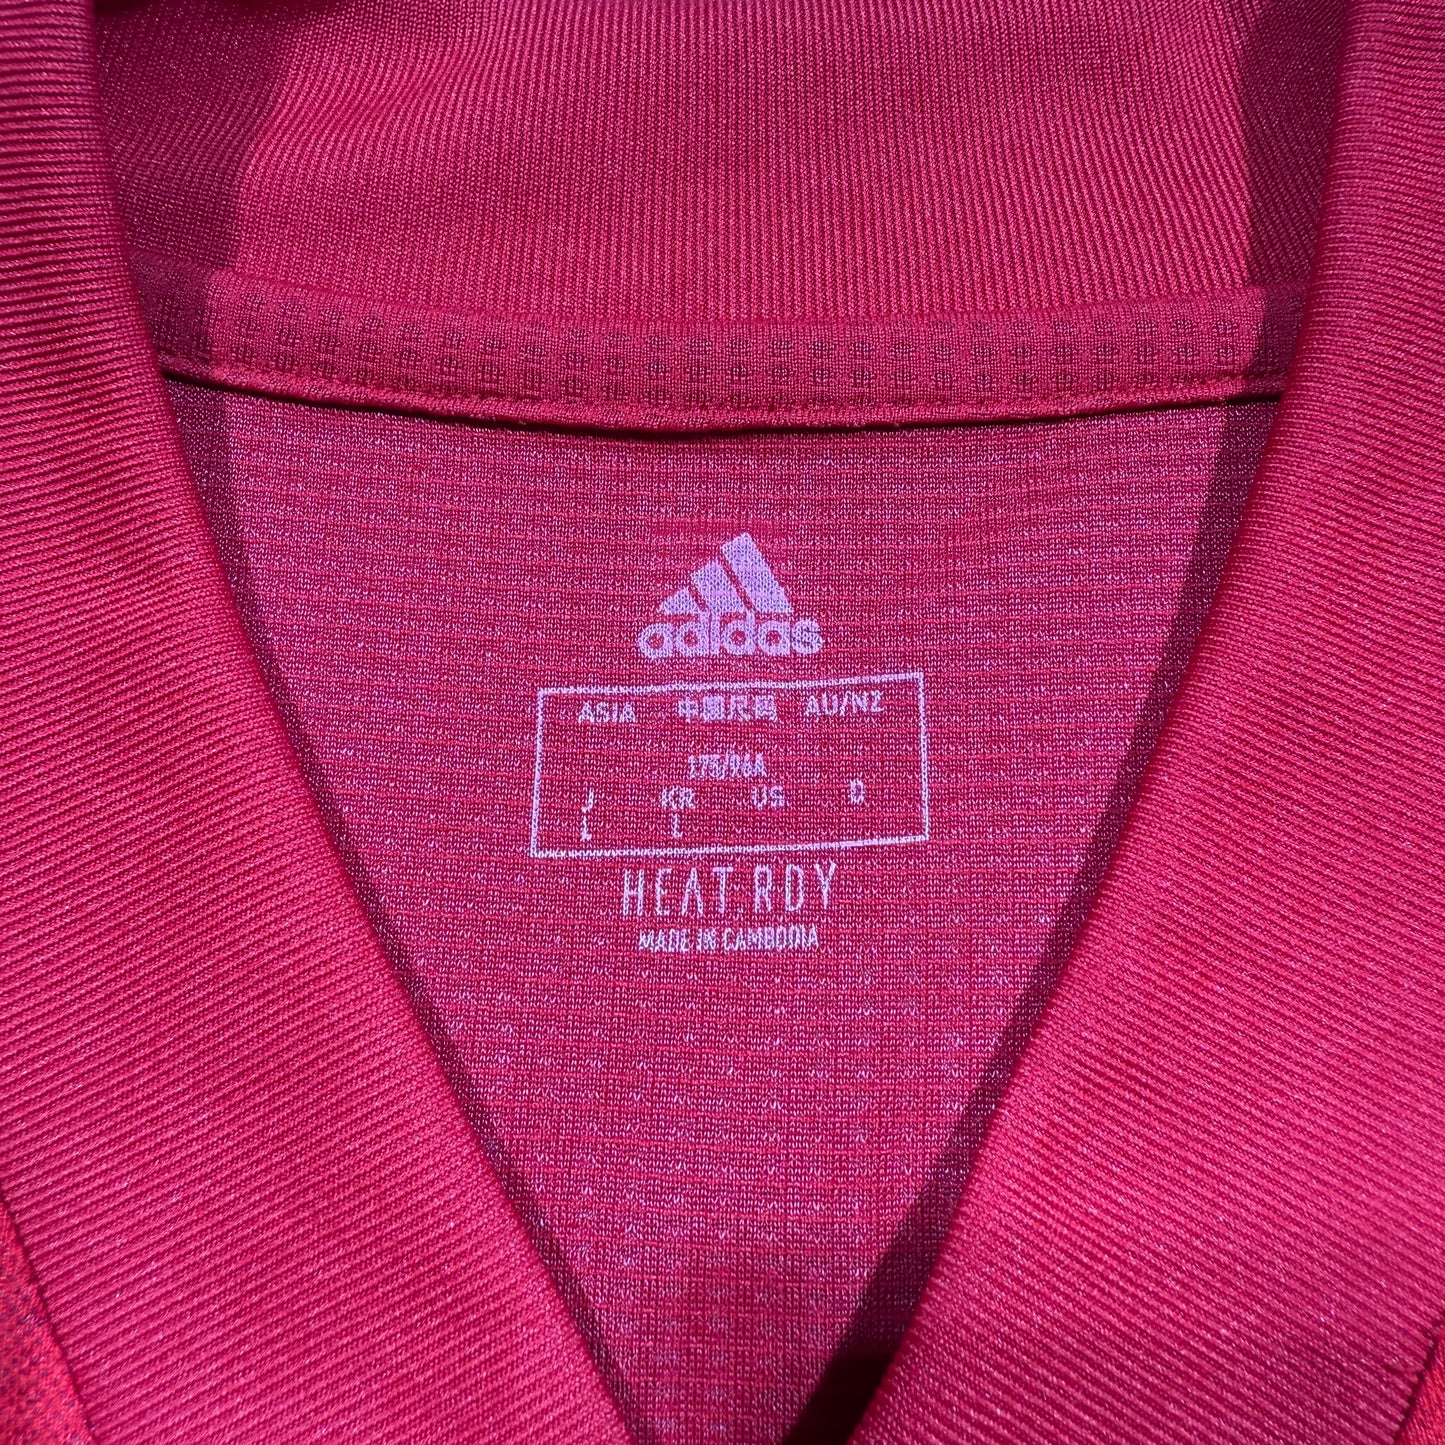 adidas
ASIA 中国尺码 AU/NZ
175/96A
J KR US D
L L
HEAT.RDY
MADE IN CAMBODIA